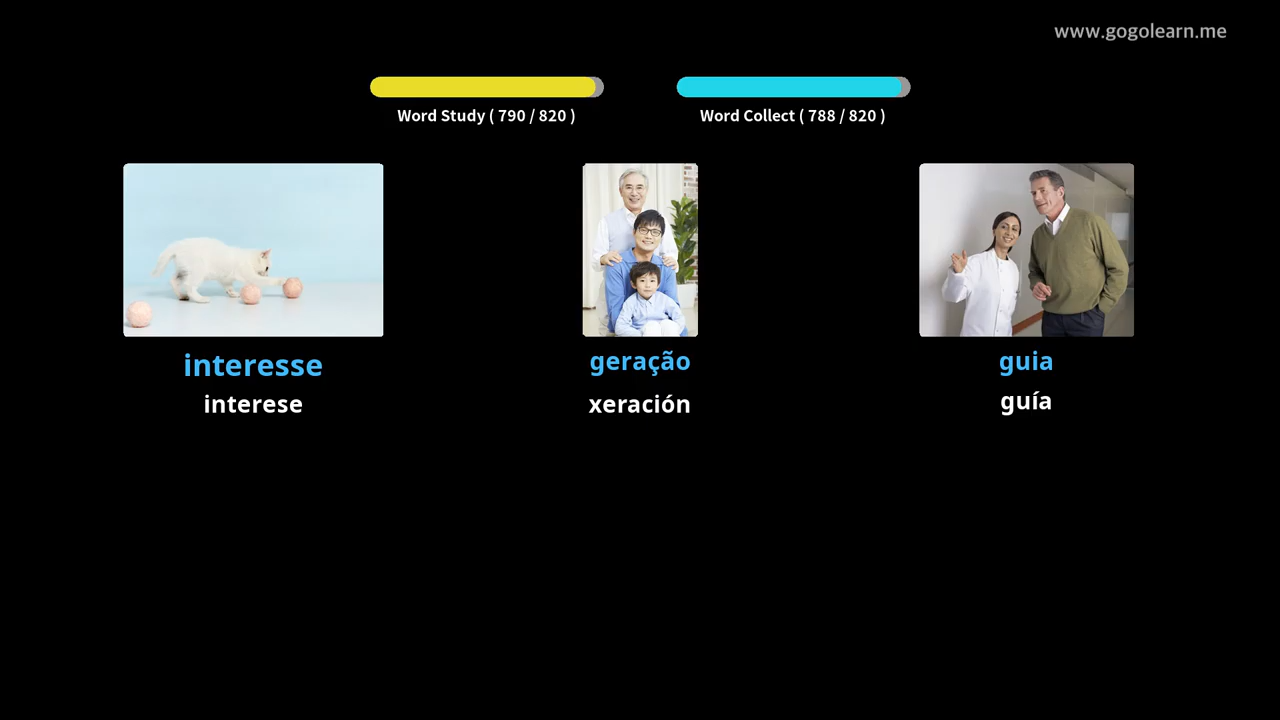 www.gogolearn.me
Word Study ( 790 / 820 )
Word Collect ( 788 / 820 )
interesse
interese
geração
xeración
guia
guía